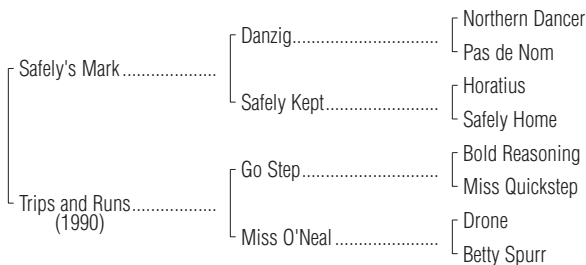 Northern Dancer
Danzig
Pas de Nom
Safely's Mark
Horatius
Safely Kept
Safely Home
Bold Reasoning
Go Step
Miss Quickstep
Trips and Runs
(1990)
Drone
Miss O'Neal
Betty Spurr